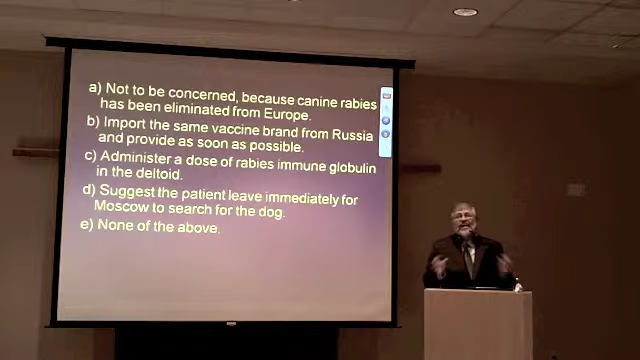 a) Not to be concerned, because canine rabies
has been eliminated from Europe.
b) Import the same vaccine brand from Russia
and provide as soon as possible.
c) Administer a dose of rabies immune globulin
in the deltoid.
d) Suggest the patient leave immediately for
Moscow to search for the dog.
e) None of the above.